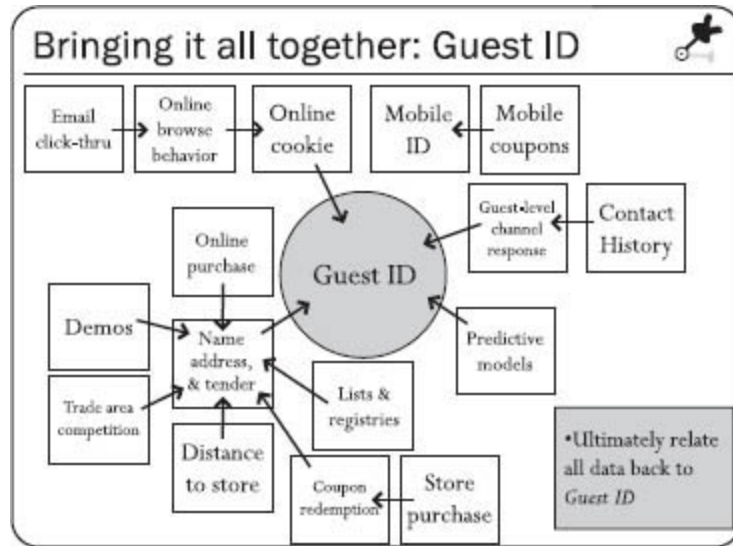 Bringing it all together: Guest ID
Email
click-thru
Online
browse
behavior
Online
cookie
Mobile
ID
Mobile
coupons
Guest-level
channel
response
Contact
History
Online
purchase
Guest ID
Demos
Name
address,
& tender
Predictive
models
Trade area
competition
Lists &
registries
Distance
to store
Coupon
redemption
Store
purchase
•Ultimately relate
all data back to
Guest ID